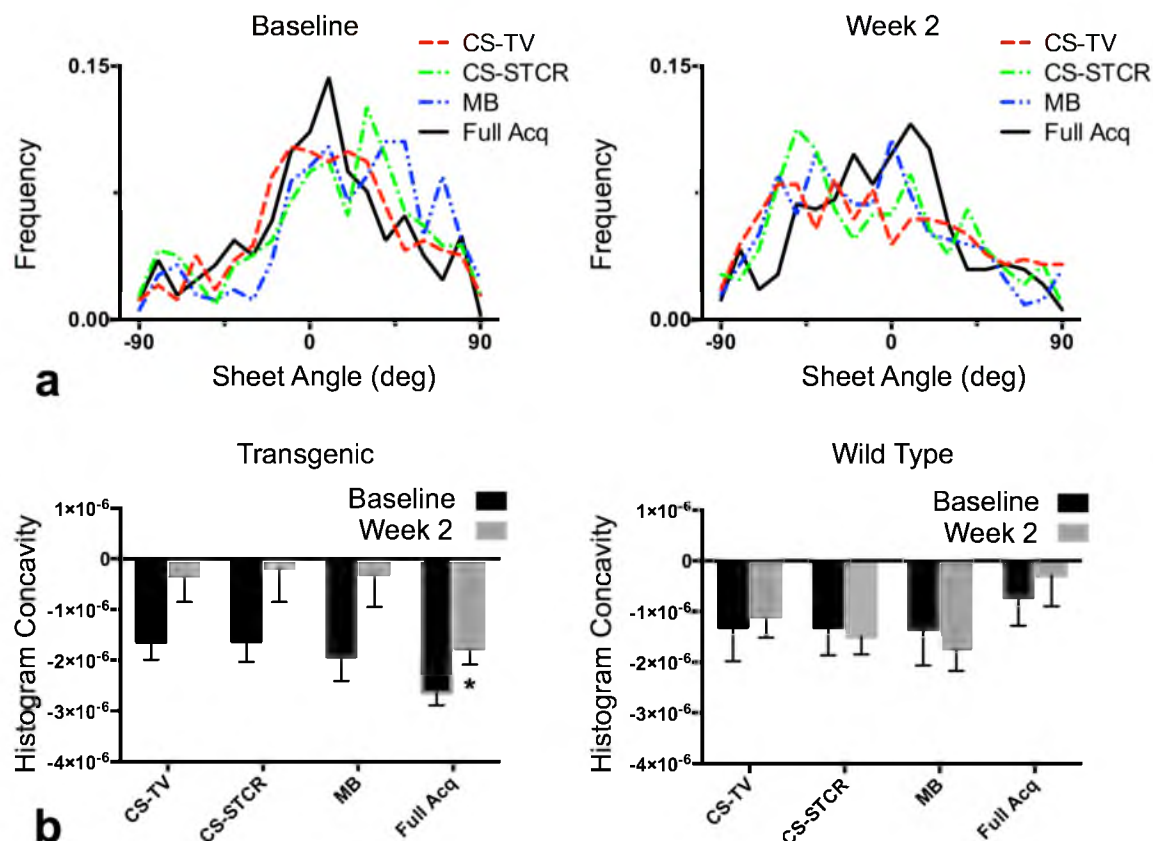 Baseline
CS-TV
CS-STCR
MB
Full Acq
0.15
0.00
Frequency
-90
0
90
Sheet Angle (deg)
Week 2
CS-TV
CS-STCR
MB
Full Acq
0.15
0.00
Frequency
-90
0
90
Sheet Angle (deg)
a
Transgenic
Baseline
Week 2
Histogram Concavity
1×10⁻⁶
0
-1×10⁻⁶
-2×10⁻⁶
-3×10⁻⁶
-4×10⁻⁶
*
CS-TV
CS-STCR
MB
Full Acq
Wild Type
Baseline
Week 2
Histogram Concavity
1×10⁻⁶
0
-1×10⁻⁶
-2×10⁻⁶
-3×10⁻⁶
-4×10⁻⁶
CS-TV
CS-STCR
MB
Full Acq
b